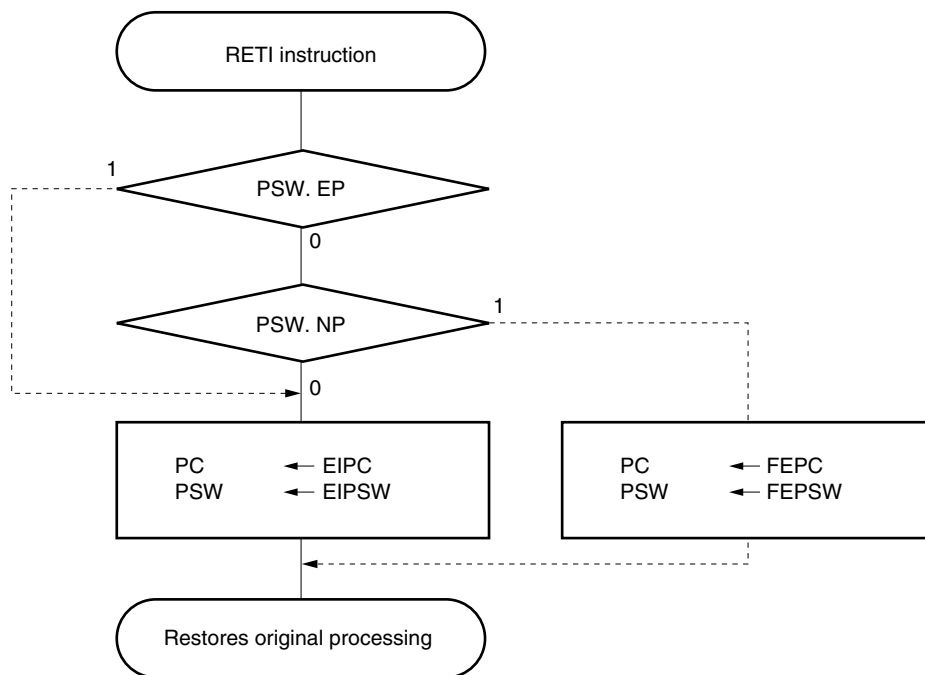 RETI instruction
1
PSW. EP
0
PSW. NP
1
0
PC ← EIPC
PSW ← EIPSW
PC ← FEPC
PSW ← FEPSW
Restores original processing